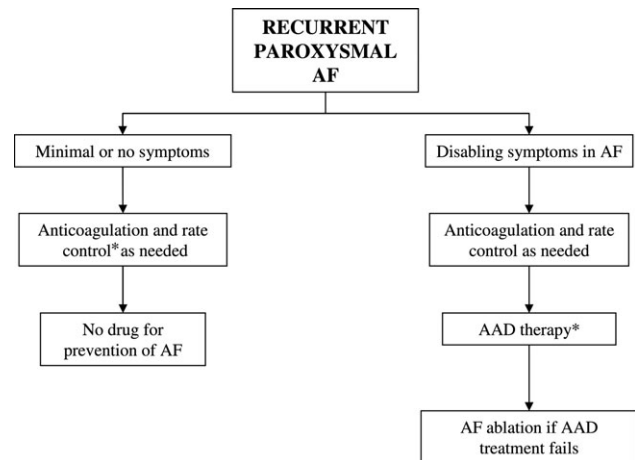 RECURRENT
PAROXYSMAL
AF
Minimal or no symptoms
Anticoagulation and rate
control* as needed
No drug for
prevention of AF
Disabling symptoms in AF
Anticoagulation and rate
control as needed
AAD therapy*
AF ablation if AAD
treatment fails